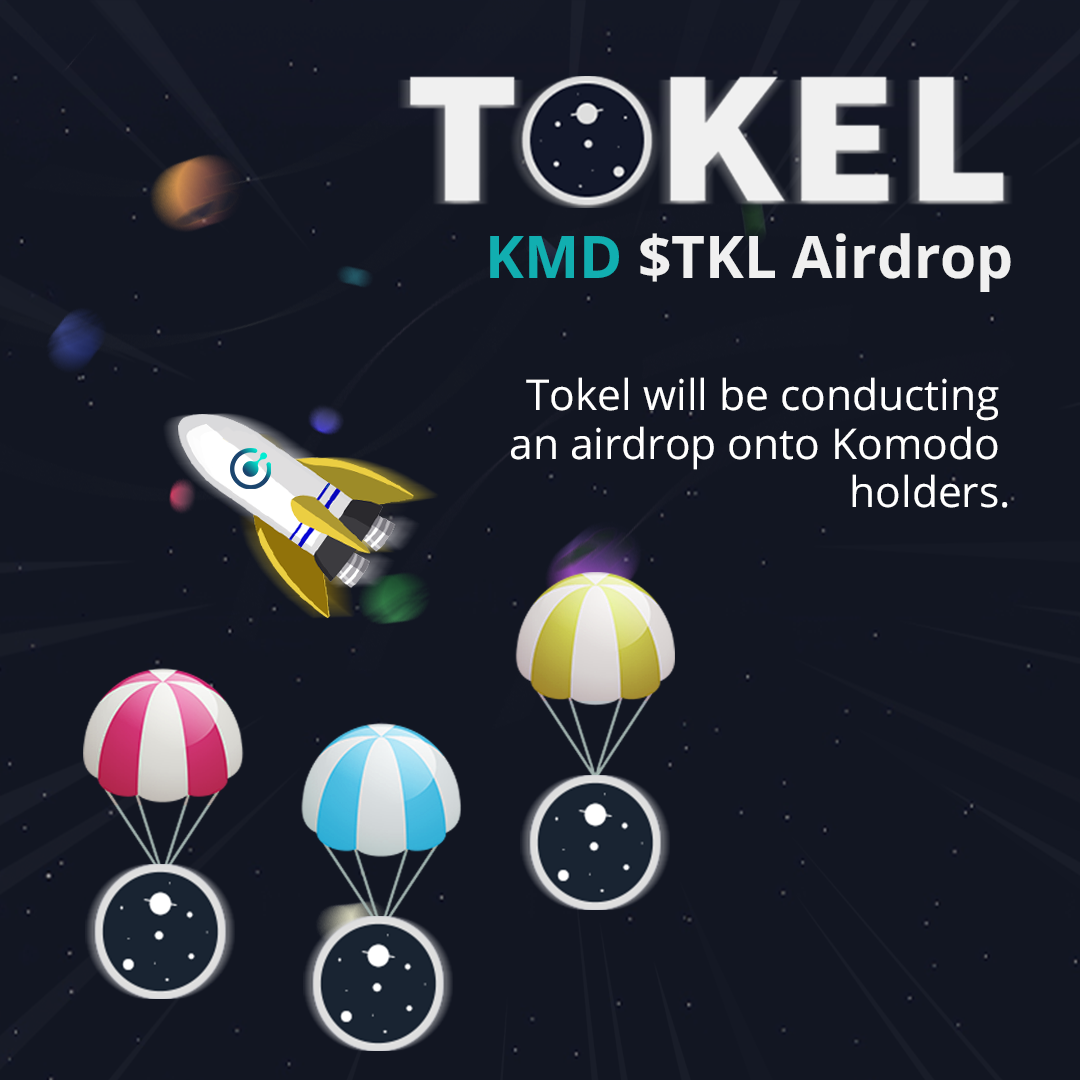 TOKEL
KMD $TKL Airdrop
Tokel will be conducting
an airdrop onto Komodo
holders.